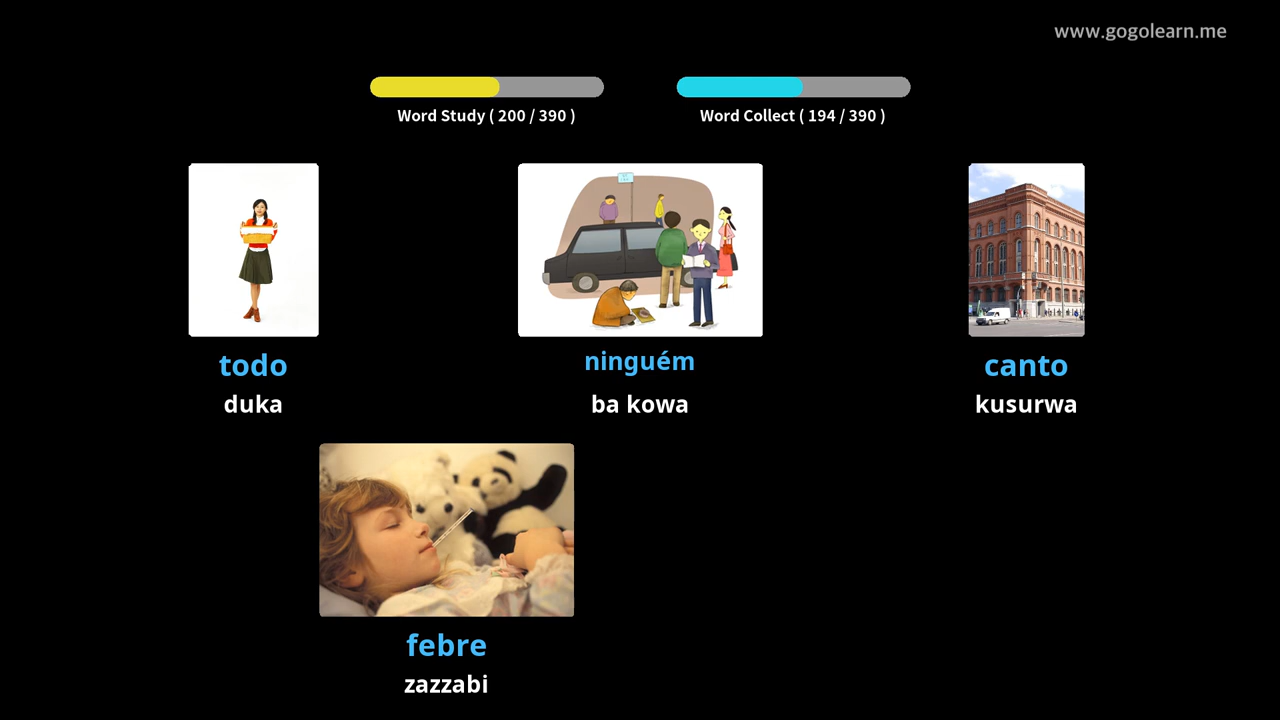 www.gogolearn.me
Word Study ( 200 / 390 )
Word Collect ( 194 / 390 )
todo
duka
ninguém
ba kowa
canto
kusurwa
febre
zazzabi